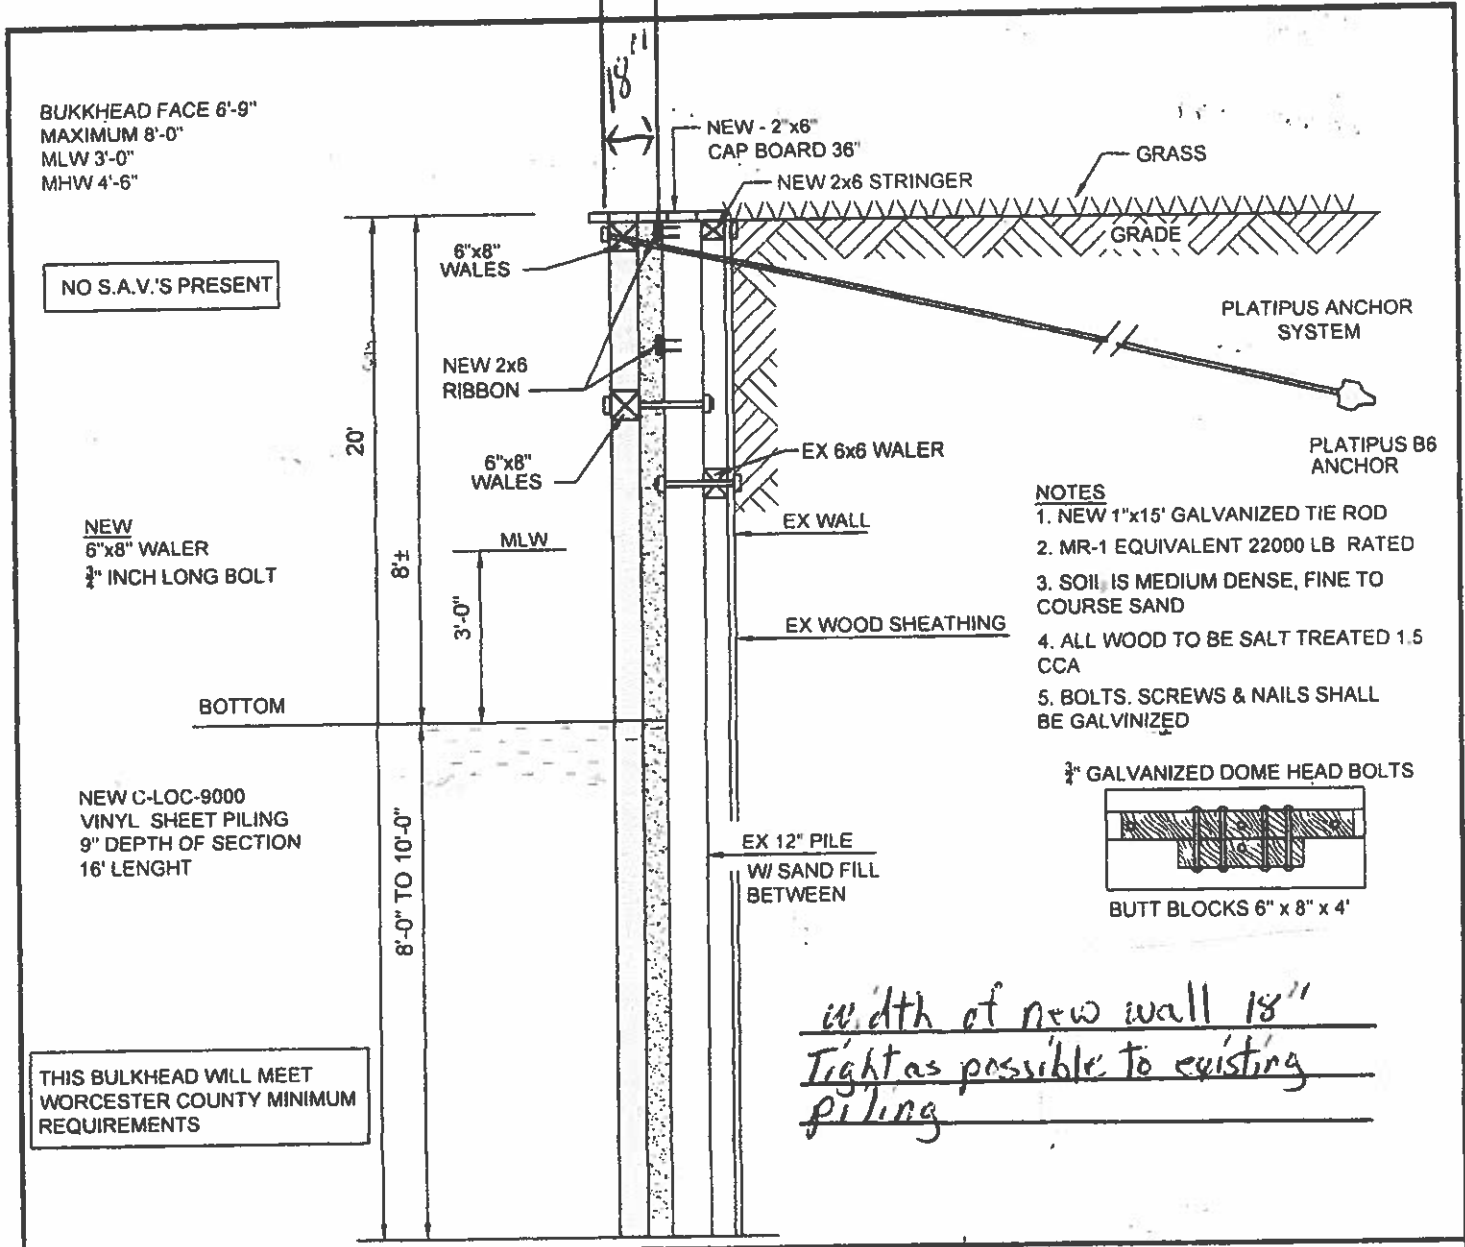 18"
BUKKHEAD FACE 6'-9"
MAXIMUM 8'-0"
MLW 3'-0"
MHW 4'-6"
NEW - 2"x6"
CAP BOARD 36"
GRASS
NEW 2x6 STRINGER
GRADE
6"x8"
WALES
NO S.A.V.'S PRESENT
PLATIPUS ANCHOR
SYSTEM
NEW 2x6
RIBBON
20'
6"x8"
WALES
EX 6x6 WALER
PLATIPUS B6
ANCHOR
NOTES
1. NEW 1"x15' GALVANIZED TIE ROD
2. MR-1 EQUIVALENT 22000 LB RATED
3. SOIL IS MEDIUM DENSE, FINE TO
COURSE SAND
4. ALL WOOD TO BE SALT TREATED 1.5
CCA
5. BOLTS. SCREWS & NAILS SHALL
BE GALVINIZED
NEW
6"x8" WALER
¾" INCH LONG BOLT
EX WALL
MLW
8'±
3'-0"
EX WOOD SHEATHING
BOTTOM
¾" GALVANIZED DOME HEAD BOLTS
NEW C-LOC-9000
VINYL SHEET PILING
9" DEPTH OF SECTION
16' LENGHT
8'-0" TO 10'-0"
EX 12" PILE
W/ SAND FILL
BETWEEN
BUTT BLOCKS 6" x 8" x 4'
width of new wall 18"
Tight as possible to existing
piling
THIS BULKHEAD WILL MEET
WORCESTER COUNTY MINIMUM
REQUIREMENTS